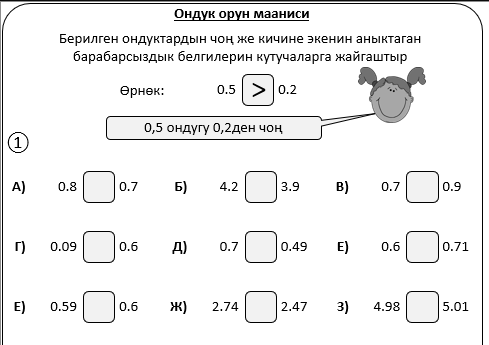 Ондук орун мааниси
Берилген ондуктардын чоң же кичине экенин аныктаган
барабарсыздык белгилерин кутучаларга жайгаштыр
Өрнөк: 0.5 > 0.2
0,5 ондугу 0,2ден чоң
1
А) 0.8 0.7 Б) 4.2 3.9 В) 0.7 0.9
Г) 0.09 0.6 Д) 0.7 0.49 Е) 0.6 0.71
Е) 0.59 0.6 Ж) 2.74 2.47 З) 4.98 5.01